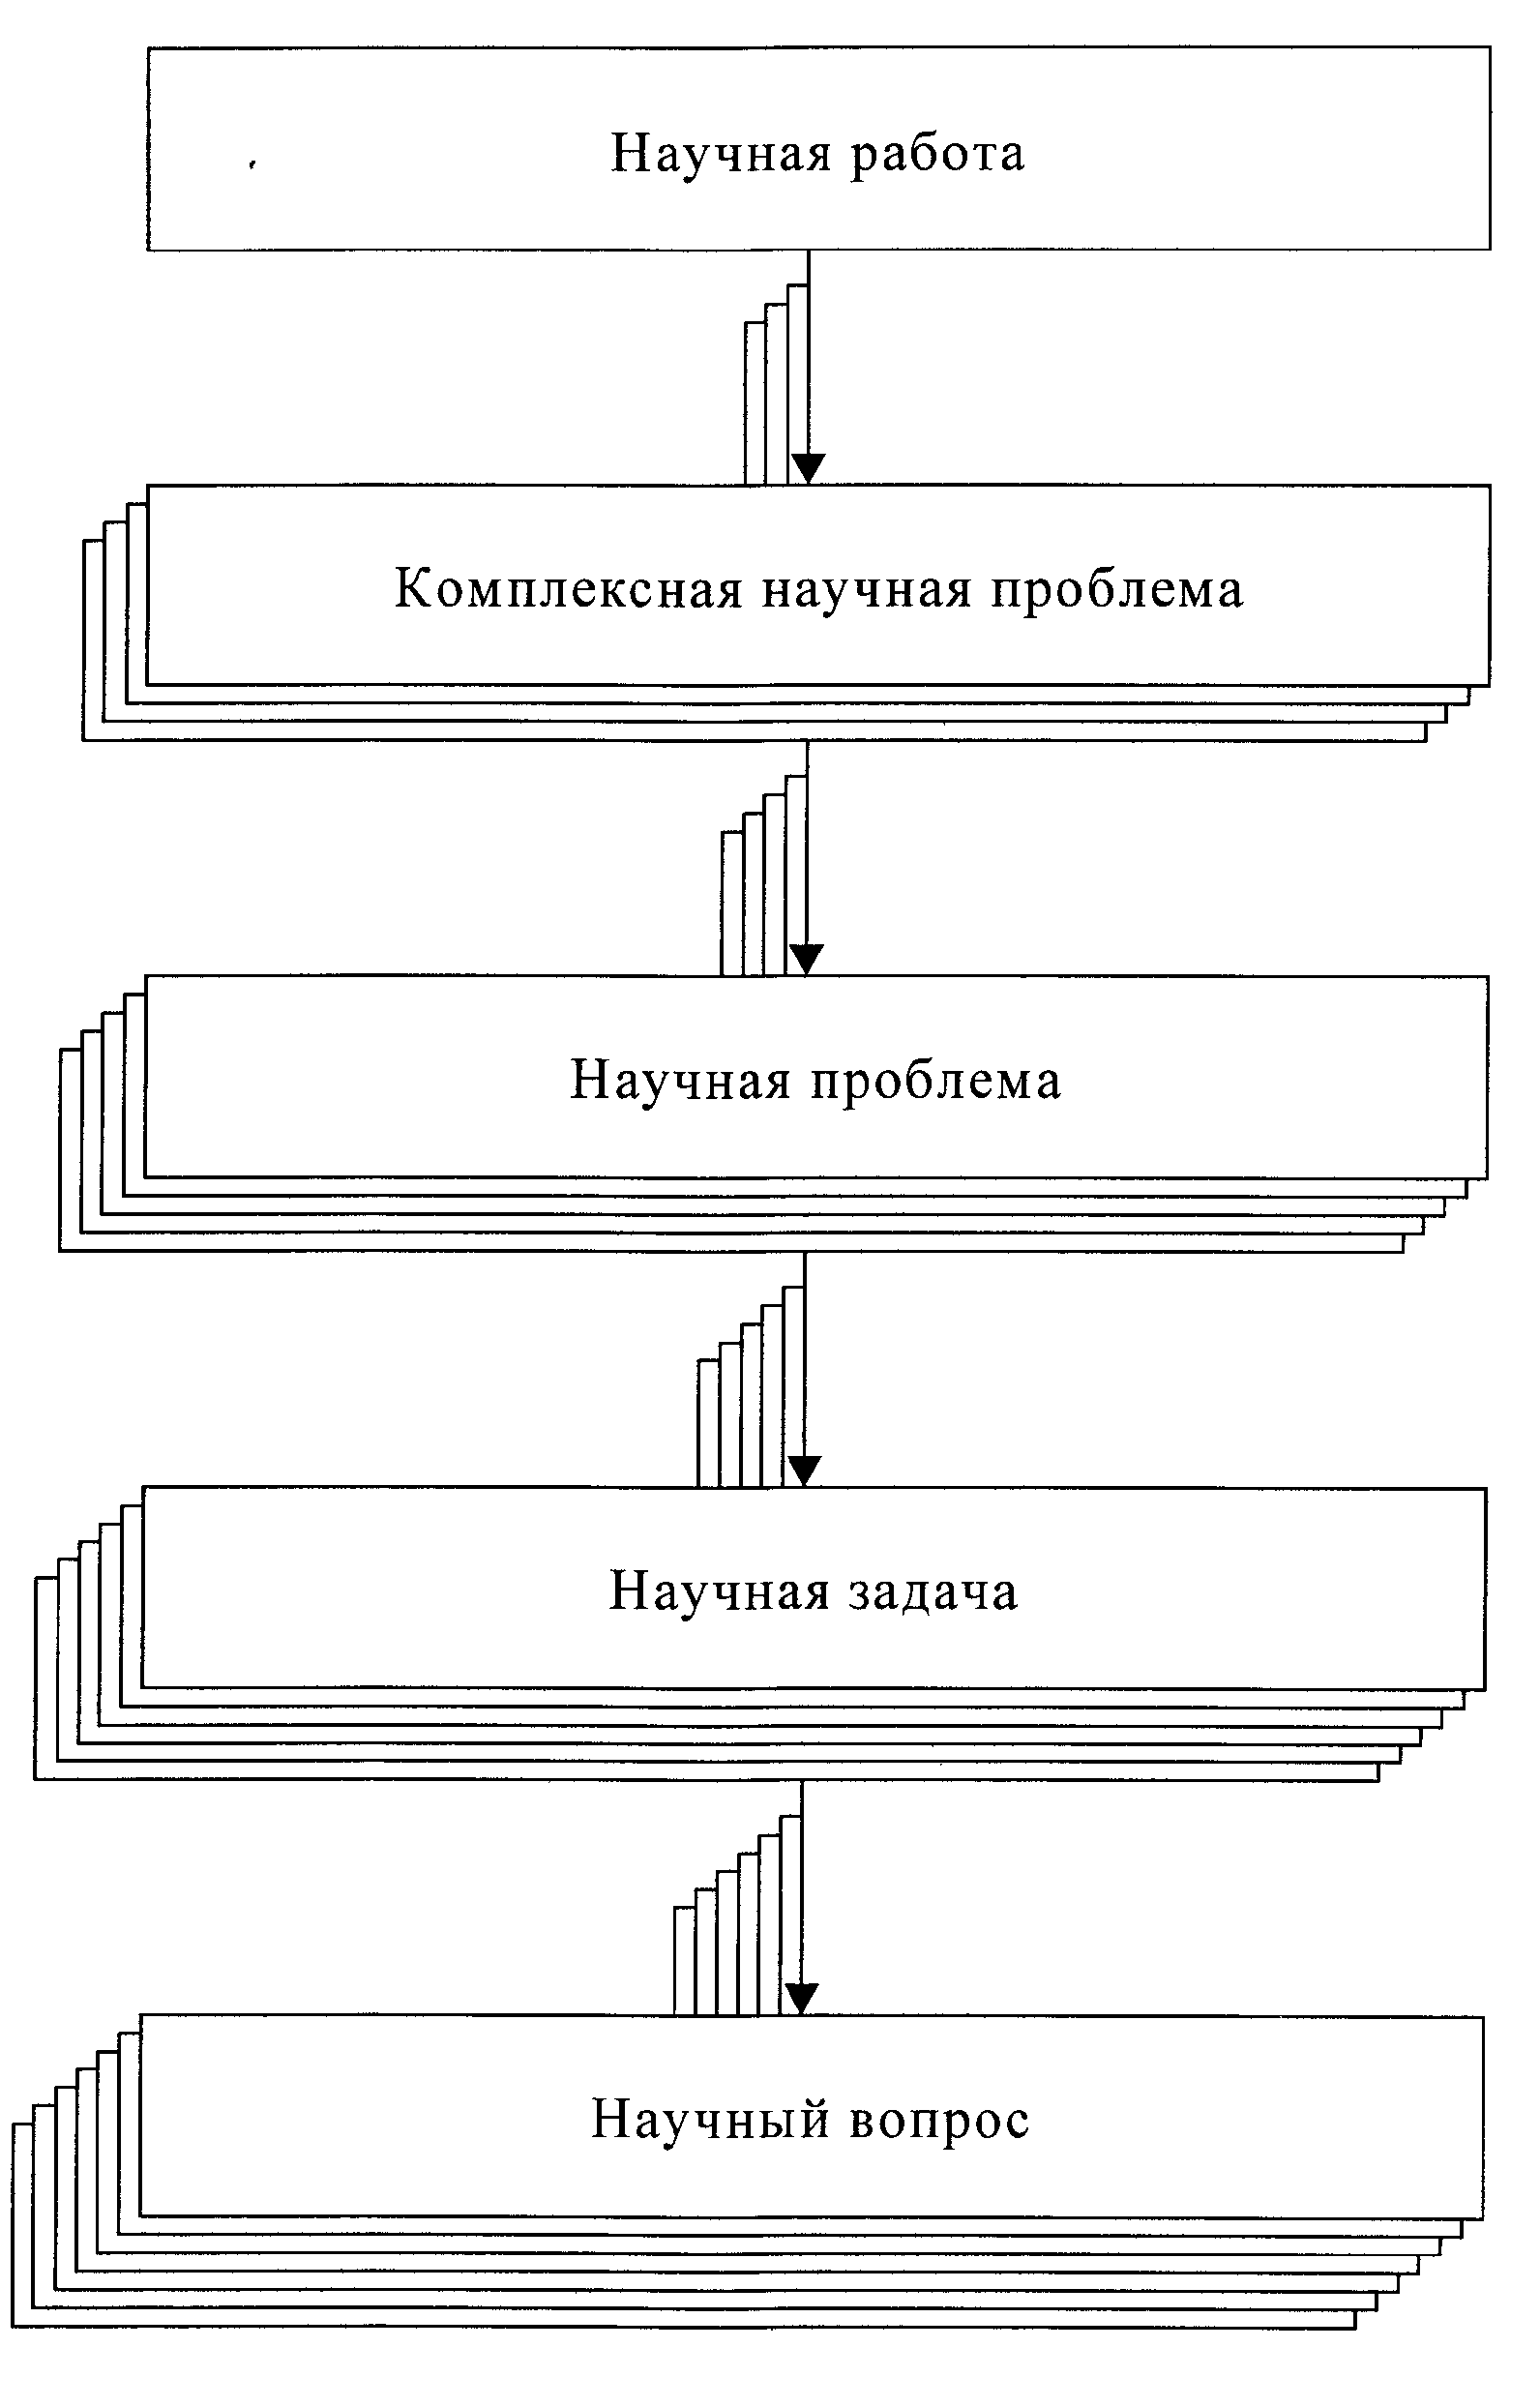 Научная работа
Комплексная научная проблема
Научная проблема
Научная задача
Научный вопрос